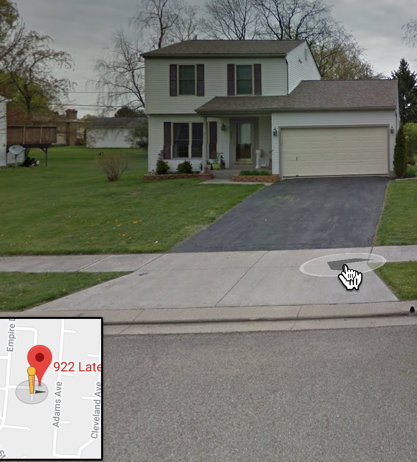 Empire D
922 Late
Adams Ave
Cleveland Ave